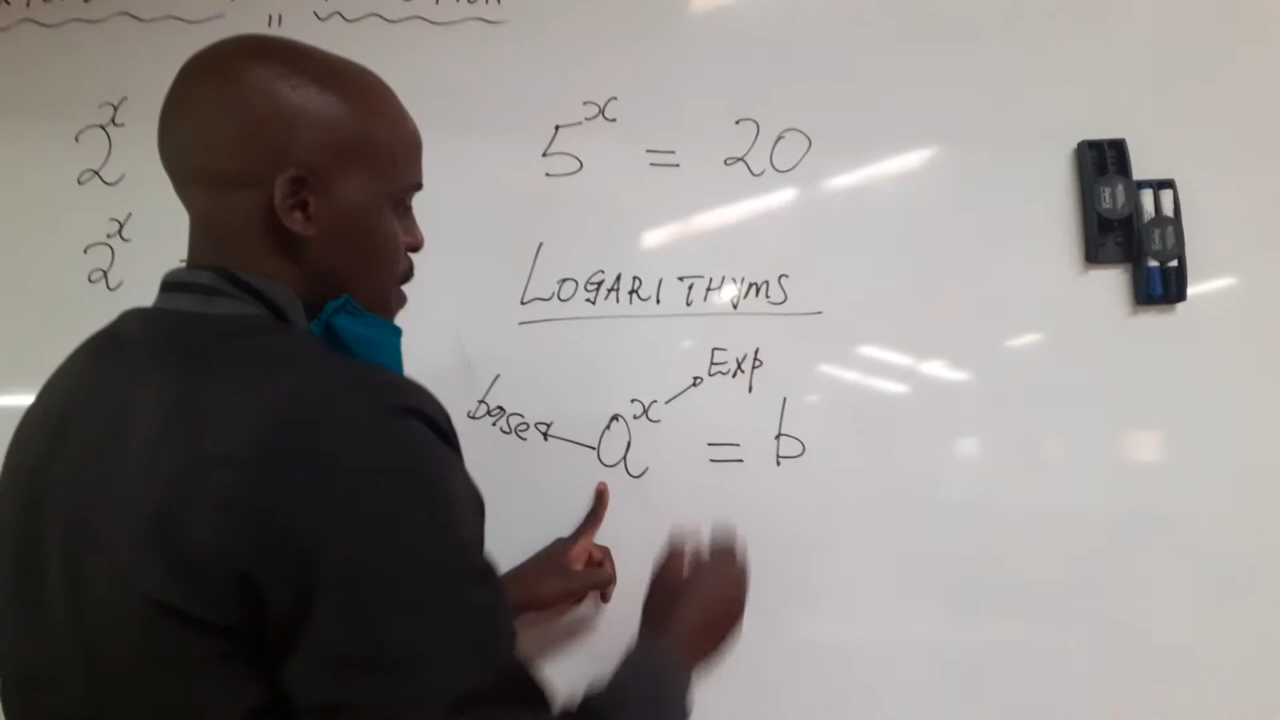 2^x
2^x
5^x = 20
LOGARITHYMS
Exp
base
a^x = b